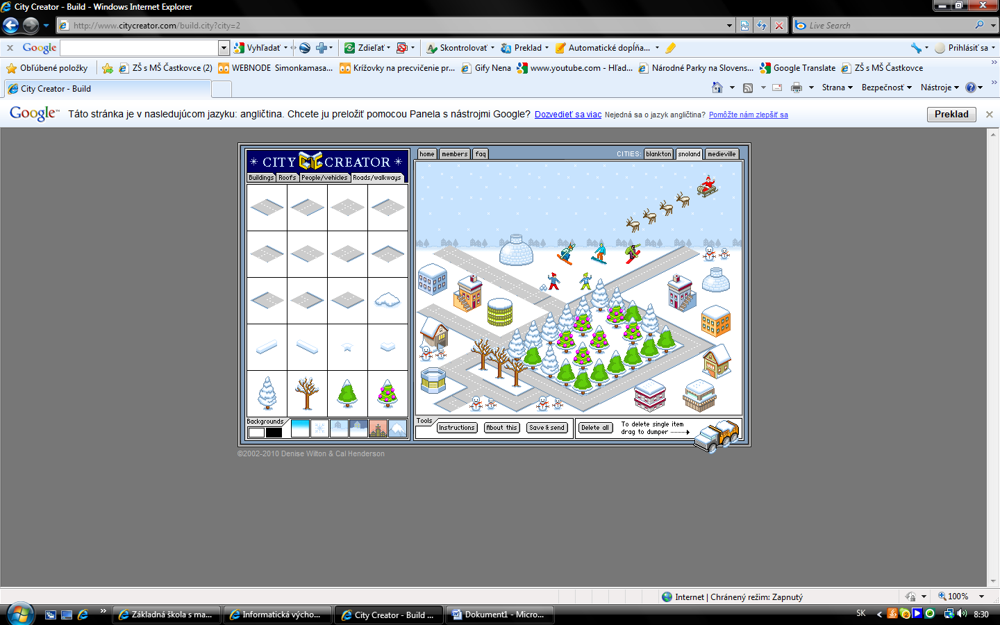 City Creator - Build - Windows Internet Explorer
http://www.citycreator.com/build.city?city=2
Live Search
Google
Vyhľadať
Zdieľať
Skontrolovať
Preklad
Automatické dopĺňa...
Prihlásiť sa
Obľúbené položky
ZŠ s MŠ Častkovce (2)
WEBNODE Simonkamasa...
Krížovky na precvičenie pr...
Gify Nena
www.youtube.com - Hľad...
Národné Parky na Slovens...
Google Translate
ZŠ s MŠ Častkovce
City Creator - Build
Strana
Bezpečnosť
Nástroje
Google™
Táto stránka je v nasledujúcom jazyku: angličtina. Chcete ju preložiť pomocou Panela s nástrojmi Google?
Dozvedieť sa viac
Nejedná sa o jazyk angličtina?
Pomôžte nám zlepšiť sa
Preklad
CITY CREATOR
home
members
faq
CITIES:
blankton
snoland
medieville
Buildings
Roofs
People/vehicles
Roads/walkways
Backgrounds
Tools
Instructions
About this
Save & send
Delete all
To delete single item
drag to dumper
©2002-2010 Denise Wilton & Cal Henderson
Internet | Chránený režim: Zapnutý
100%
Základná škola s ma...
Informatická výcho...
City Creator - Build ...
Dokument1 - Micro...
SK
8:30